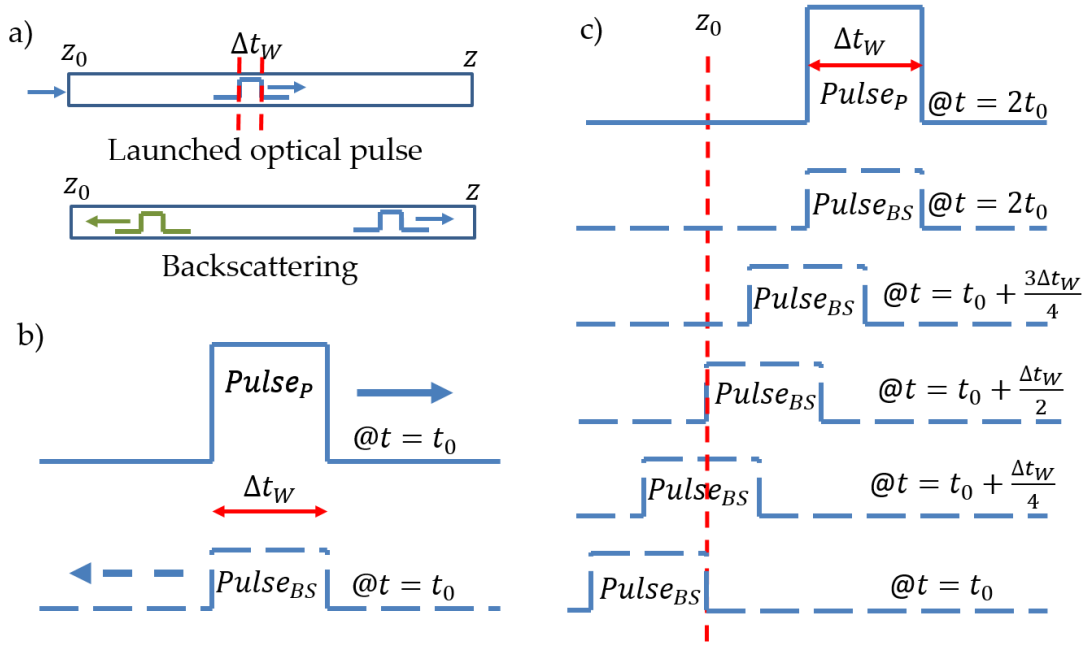 a)
z₀ Δt_W z
Launched optical pulse
z₀ z
Backscattering
b)
Pulse_P
@t = t₀
Δt_W
Pulse_BS @t = t₀
c)
z₀
Δt_W
Pulse_P @t = 2t₀
Pulse_BS @t = 2t₀
Pulse_BS @t = t₀ + 3Δt_W/4
Pulse_BS @t = t₀ + Δt_W/2
Pulse_BS @t = t₀ + Δt_W/4
Pulse_BS @t = t₀